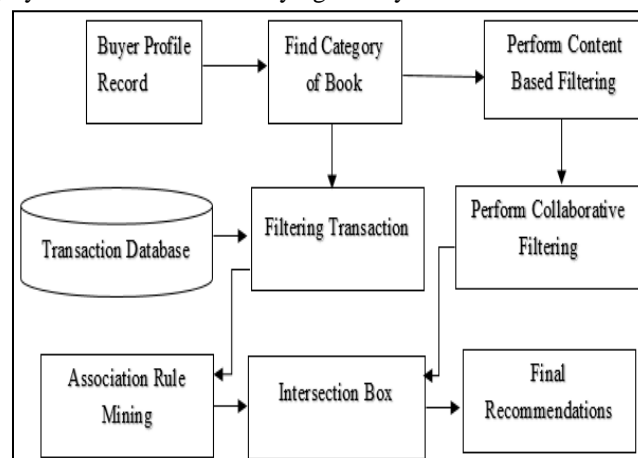 Buyer Profile
Record
Find Category
of Book
Perform Content
Based Filtering
Transaction Database
Filtering Transaction
Perform Collaborative
Filtering
Association Rule
Mining
Intersection Box
Final
Recommendations